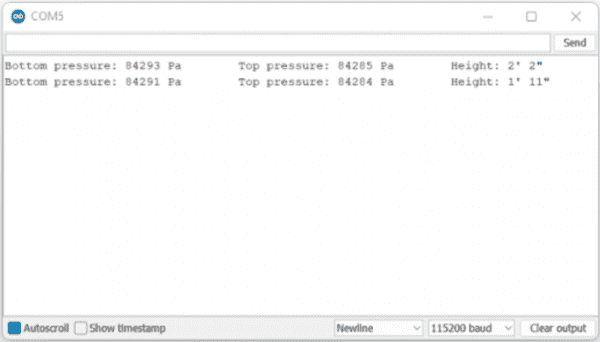 COM5
Send
Bottom pressure: 84293 Pa Top pressure: 84285 Pa Height: 2' 2"
Bottom pressure: 84291 Pa Top pressure: 84284 Pa Height: 1' 11"
Autoscroll Show timestamp Newline 115200 baud Clear output